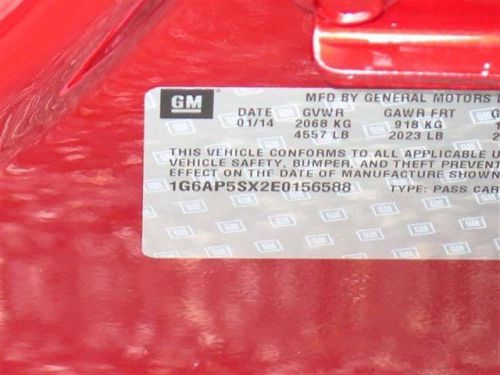 GM MFD BY GENERAL MOTORS
DATE GVWR GAWR FRT
01/14 2068 KG 918 KG
4557 LB 2023 LB
THIS VEHICLE CONFORMS TO ALL APPLICABLE
VEHICLE SAFETY, BUMPER, AND THEFT PREVENT
EFFECT ON THE DATE OF MANUFACTURE SHOWN
1G6AP5SX2E0156588 TYPE: PASS CAR